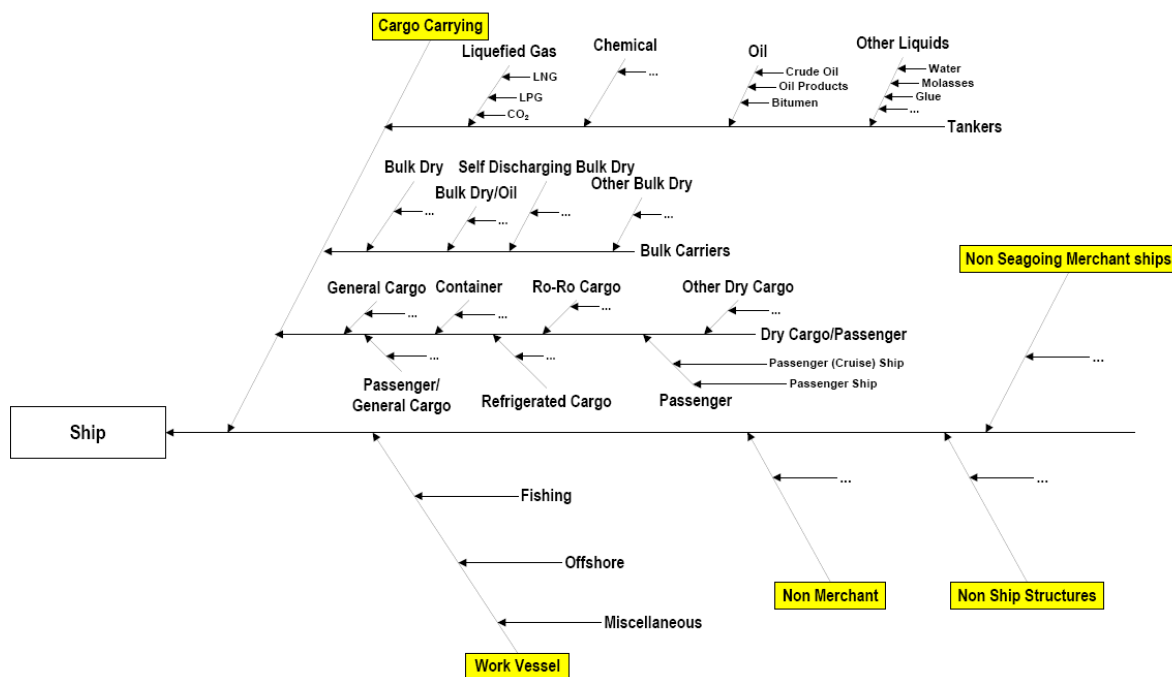 Cargo Carrying
Liquefied Gas
LNG
LPG
CO₂
Chemical
...
Oil
Crude Oil
Oil Products
Bitumen
Other Liquids
Water
Molasses
Glue
...
Tankers
Bulk Dry
...
Bulk Dry/Oil
...
Self Discharging Bulk Dry
...
Other Bulk Dry
...
Bulk Carriers
Non Seagoing Merchant ships
...
General Cargo
...
Container
...
Ro-Ro Cargo
...
Other Dry Cargo
...
Dry Cargo/Passenger
...
Passenger/
General Cargo
...
Refrigerated Cargo
Passenger (Cruise) Ship
Passenger Ship
Passenger
Ship
Fishing
Offshore
Miscellaneous
Work Vessel
...
Non Merchant
...
Non Ship Structures